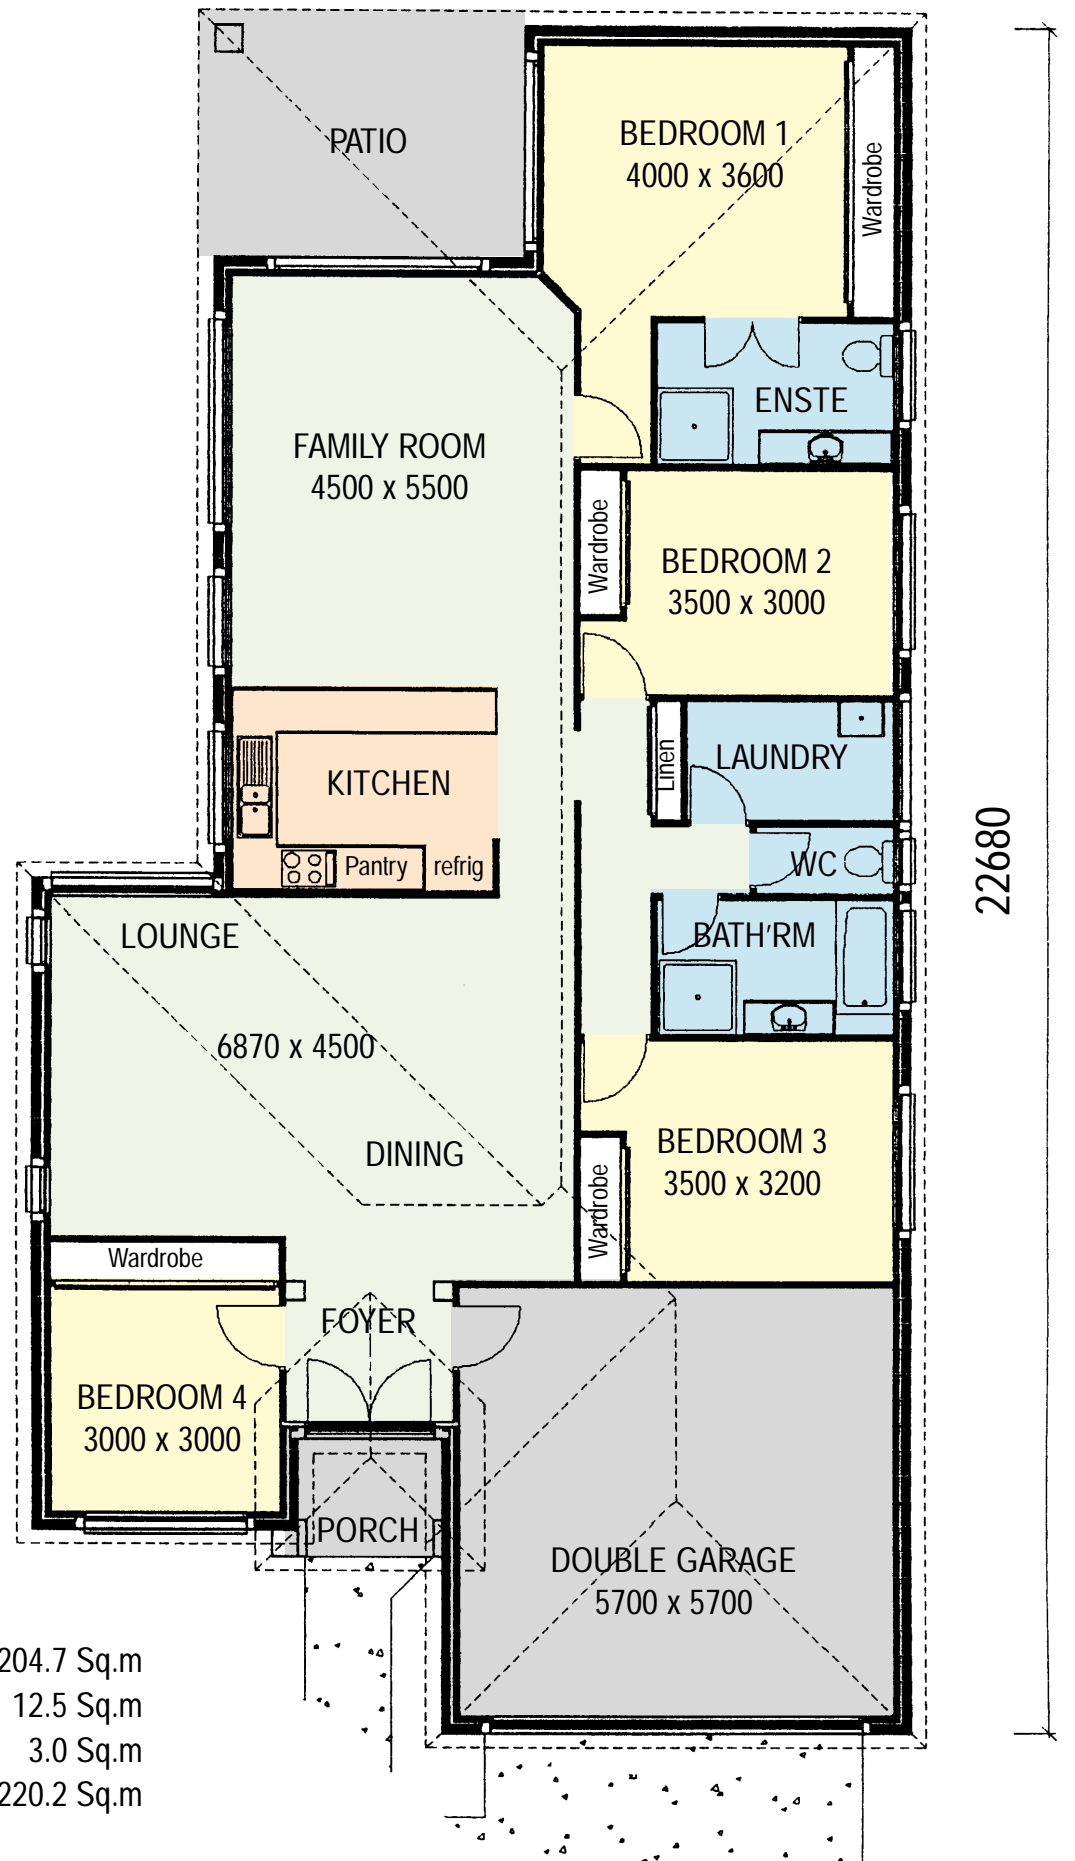 PATIO
BEDROOM 1
4000 x 3600
Wardrobe
ENSTE
FAMILY ROOM
4500 x 5500
Wardrobe
BEDROOM 2
3500 x 3000
KITCHEN
Pantry
refrig
Linen
LAUNDRY
WC
22680
LOUNGE
BATH'RM
6870 x 4500
DINING
BEDROOM 3
3500 x 3200
Wardrobe
Wardrobe
FOYER
BEDROOM 4
3000 x 3000
PORCH
DOUBLE GARAGE
5700 x 5700
204.7 Sq.m
12.5 Sq.m
3.0 Sq.m
220.2 Sq.m